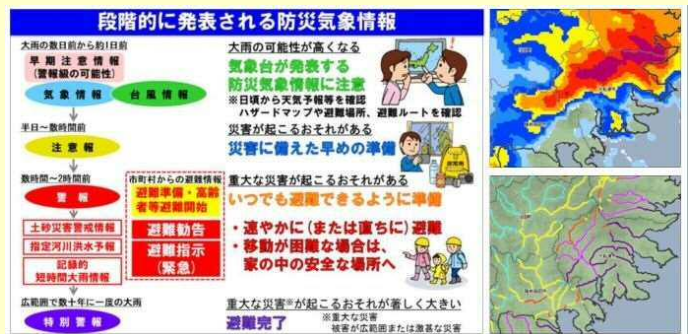 段階的に発表される防災気象情報
大雨の数日前から約1日前
早期注意情報
(警報級の可能性)
気象情報
台風情報
大雨の可能性が高くなる
気象台が発表する
防災気象情報に注意
※日頃から天気予報等を確認
ハザードマップや避難場所、避難ルートを確認
半日～数時間前
注意報
災害が起こるおそれがある
災害に備えた早めの準備
数時間～2時間前
警報
土砂災害警戒情報
指定河川洪水予報
記録的
短時間大雨情報
市町村からの避難情報
避難準備・高齢
者等避難開始
避難勧告
避難指示
(緊急)
重大な災害が起こるおそれがある
いつでも避難できるように準備
・速やかに(または直ちに)避難
・移動が困難な場合は、
家の中の安全な場所へ
広範囲で数十年に一度の大雨
特別警報
重大な災害※が起こるおそれが著しく大きい
避難完了
※重大な災害
被害が広範囲または激甚な災害